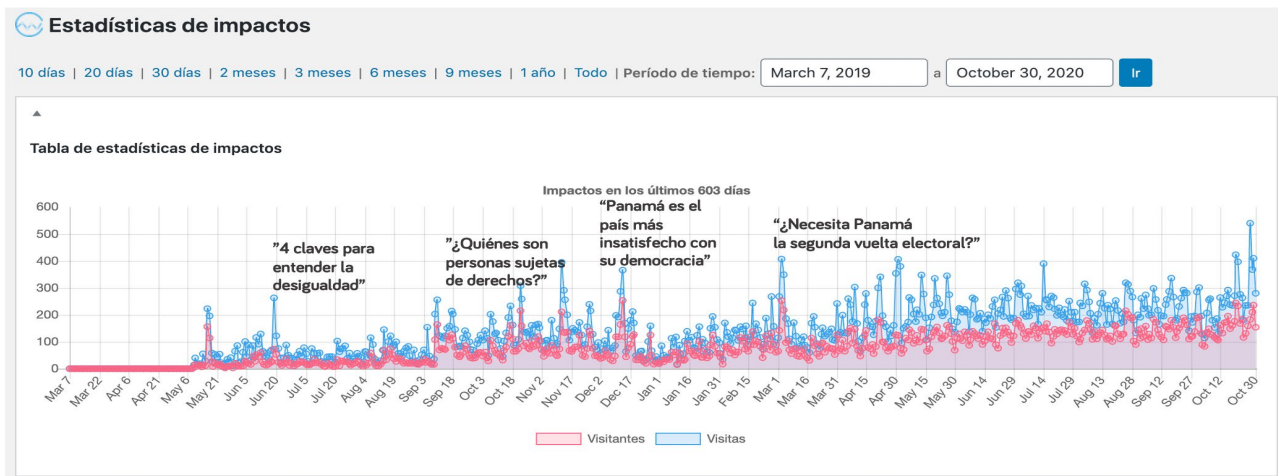 Estadísticas de impactos
10 días | 20 días | 30 días | 2 meses | 3 meses | 6 meses | 9 meses | 1 año | Todo | Período de tiempo: March 7, 2019 a October 30, 2020 Ir
Tabla de estadísticas de impactos
Impactos en los últimos 603 días
600
500
400
300
200
100
0
"4 claves para
entender la
desigualdad"
"¿Quiénes son
personas sujetas
de derechos?"
"Panamá es el
país más
insatisfecho con
su democracia"
"¿Necesita Panamá
la segunda vuelta electoral?"
Mar 7 Mar 22 Apr 6 Apr 21 May 6 May 21 Jun 5 Jun 20 Jul 5 Jul 20 Aug 4 Aug 19 Sep 3 Sep 18 Oct 3 Oct 18 Nov 2 Nov 17 Dec 2 Dec 17 Jan 1 Jan 16 Jan 31 Feb 15 Mar 1 Mar 16 Mar 31 Apr 15 Apr 30 May 15 May 30 Jun 14 Jun 29 Jul 14 Jul 29 Aug 13 Aug 28 Sep 12 Sep 27 Oct 12 Oct 30
Visitantes Visitas